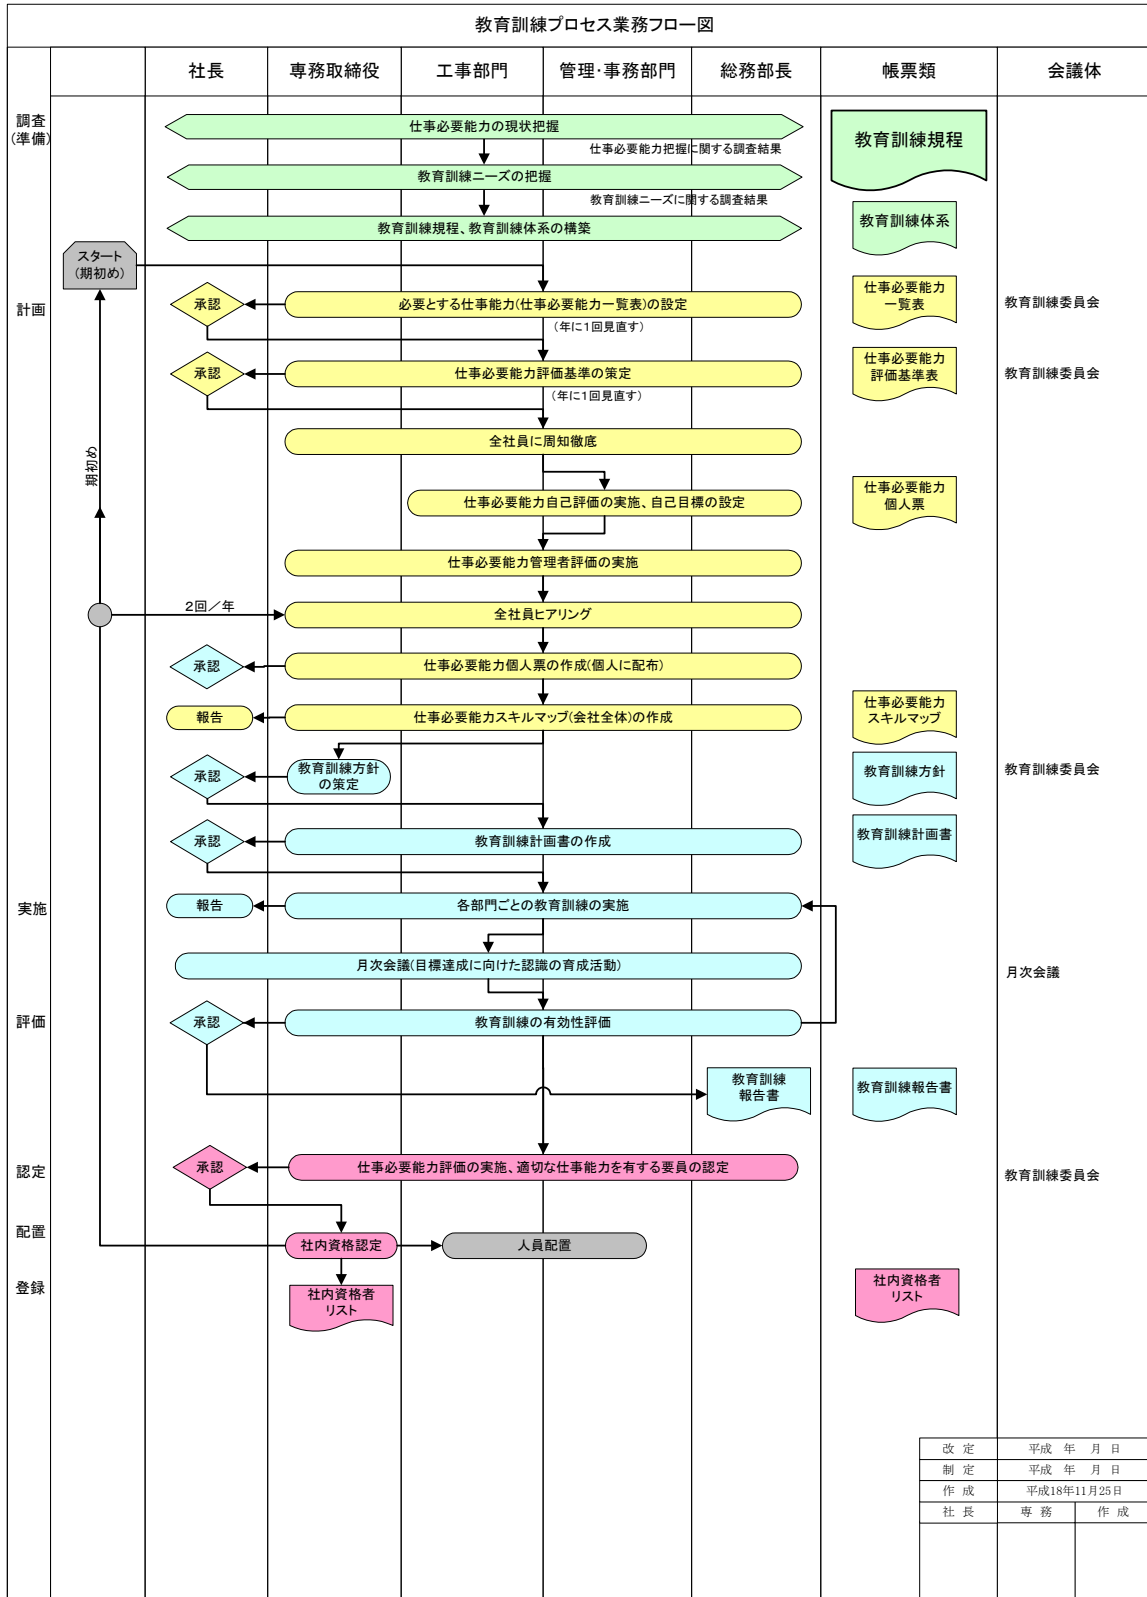 教育訓練プロセス業務フロー図
社長
専務取締役
工事部門
管理・事務部門
総務部長
帳票類
会議体
調査
(準備)
仕事必要能力の現状把握
仕事必要能力把握に関する調査結果
教育訓練規程
教育訓練ニーズの把握
教育訓練ニーズに関する調査結果
教育訓練規程、教育訓練体系の構築
教育訓練体系
スタート
(期初め)
計画
承認
必要とする仕事能力(仕事必要能力一覧表)の設定
(年に1回見直す)
仕事必要能力
一覧表
教育訓練委員会
承認
仕事必要能力評価基準の策定
(年に1回見直す)
仕事必要能力
評価基準表
教育訓練委員会
全社員に周知徹底
期初め
仕事必要能力自己評価の実施、自己目標の設定
仕事必要能力
個人票
仕事必要能力管理者評価の実施
2回／年
全社員ヒアリング
承認
仕事必要能力個人票の作成(個人に配布)
報告
仕事必要能力スキルマップ(会社全体)の作成
仕事必要能力
スキルマップ
承認
教育訓練方針
の策定
教育訓練方針
教育訓練委員会
承認
教育訓練計画書の作成
教育訓練計画書
実施
報告
各部門ごとの教育訓練の実施
月次会議(目標達成に向けた認識の育成活動)
月次会議
評価
承認
教育訓練の有効性評価
教育訓練
報告書
教育訓練報告書
認定
承認
仕事必要能力評価の実施、適切な仕事能力を有する要員の認定
教育訓練委員会
配置
社内資格認定
人員配置
登録
社内資格者
リスト
社内資格者
リスト
改 定 平成 年 月 日
制 定 平成 年 月 日
作 成 平成18年11月25日
社 長 専 務 作 成